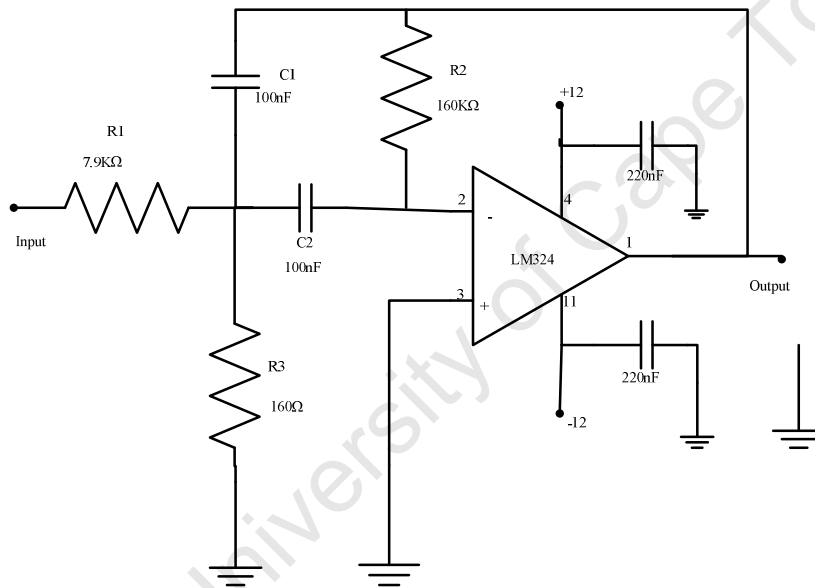 C1
100nF
R2
160KΩ
+12
R1
7.9KΩ
220nF
4
2
-
Input
C2
100nF
LM324
1
Output
3
+
11
R3
160Ω
220nF
-12
University of Cape To